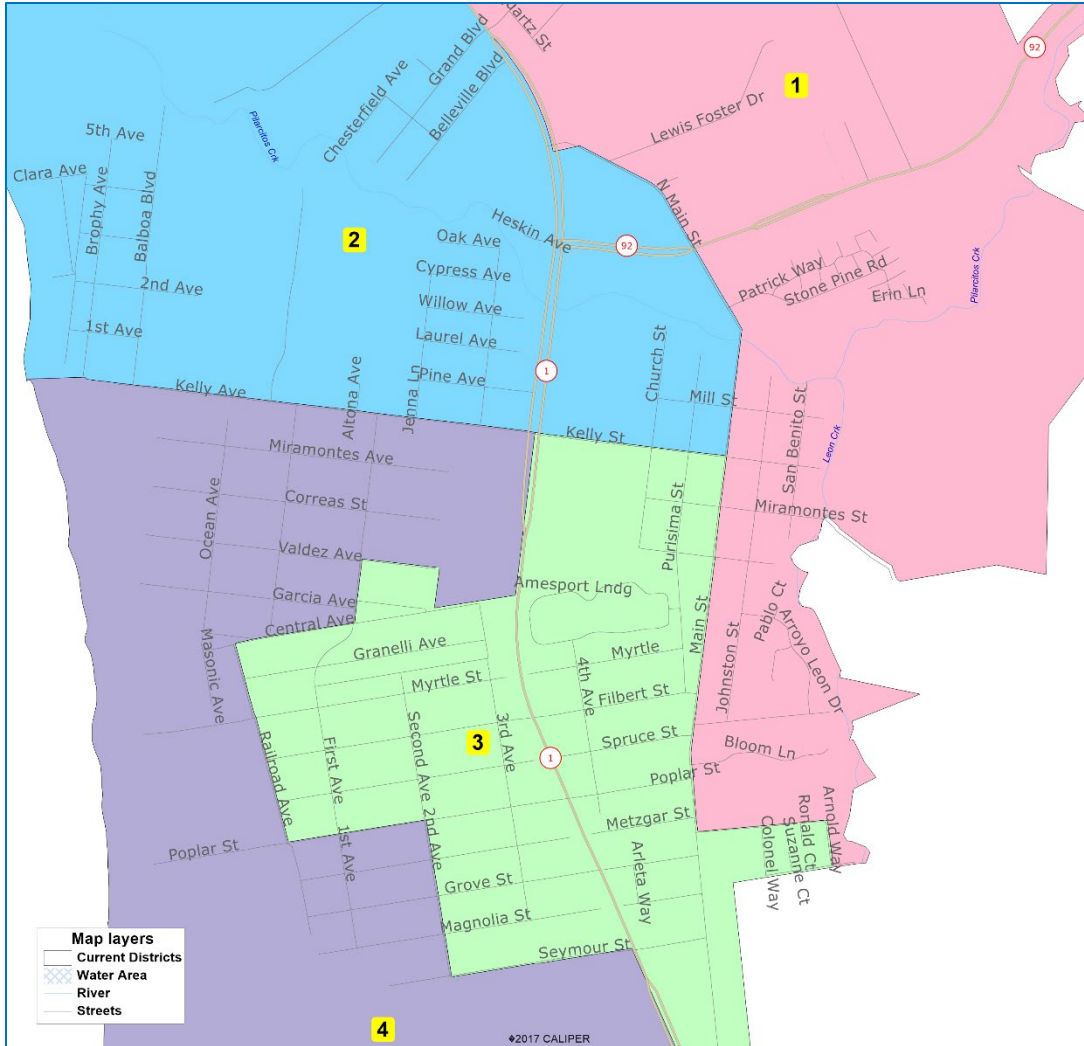 uartz St
Grand Blvd
Chesterfield Ave
Belleville Blvd
92
1
Lewis Foster Dr
5th Ave
Pilarcitos Crk
Clara Ave
Brophy Ave
Balboa Blvd
2
N Main St
Heskin Ave
Oak Ave
92
Cypress Ave
Patrick Way
Stone Pine Rd
Erin Ln
Pilarcitos Crk
2nd Ave
Willow Ave
1st Ave
Laurel Ave
Church St
1
Pine Ave
Kelly Ave
Altona Ave
Jenna Ln
Mill St
San Benito St
Leon Crk
Kelly St
Miramontes Ave
Ocean Ave
Correas St
Purisima St
Miramontes St
Valdez Ave
Amesport Lndg
Garcia Ave
Central Ave
Main St
Pablo Ct
Masonic Ave
Granelli Ave
Myrtle
Johnston St
Arroyo Leon Dr
Myrtle St
4th Ave
Filbert St
Railroad Ave
First Ave
Second Ave
3
3rd Ave
1
Spruce St
Bloom Ln
Poplar St
Metzgar St
1st Ave
2nd Ave
Poplar St
Colonel Way
Suzanne Ct
Ronald Ct
Arnold Way
Grove St
Arleta Way
Magnolia St
Seymour St
4
Map layers
Current Districts
Water Area
River
Streets
2017 CALIPER